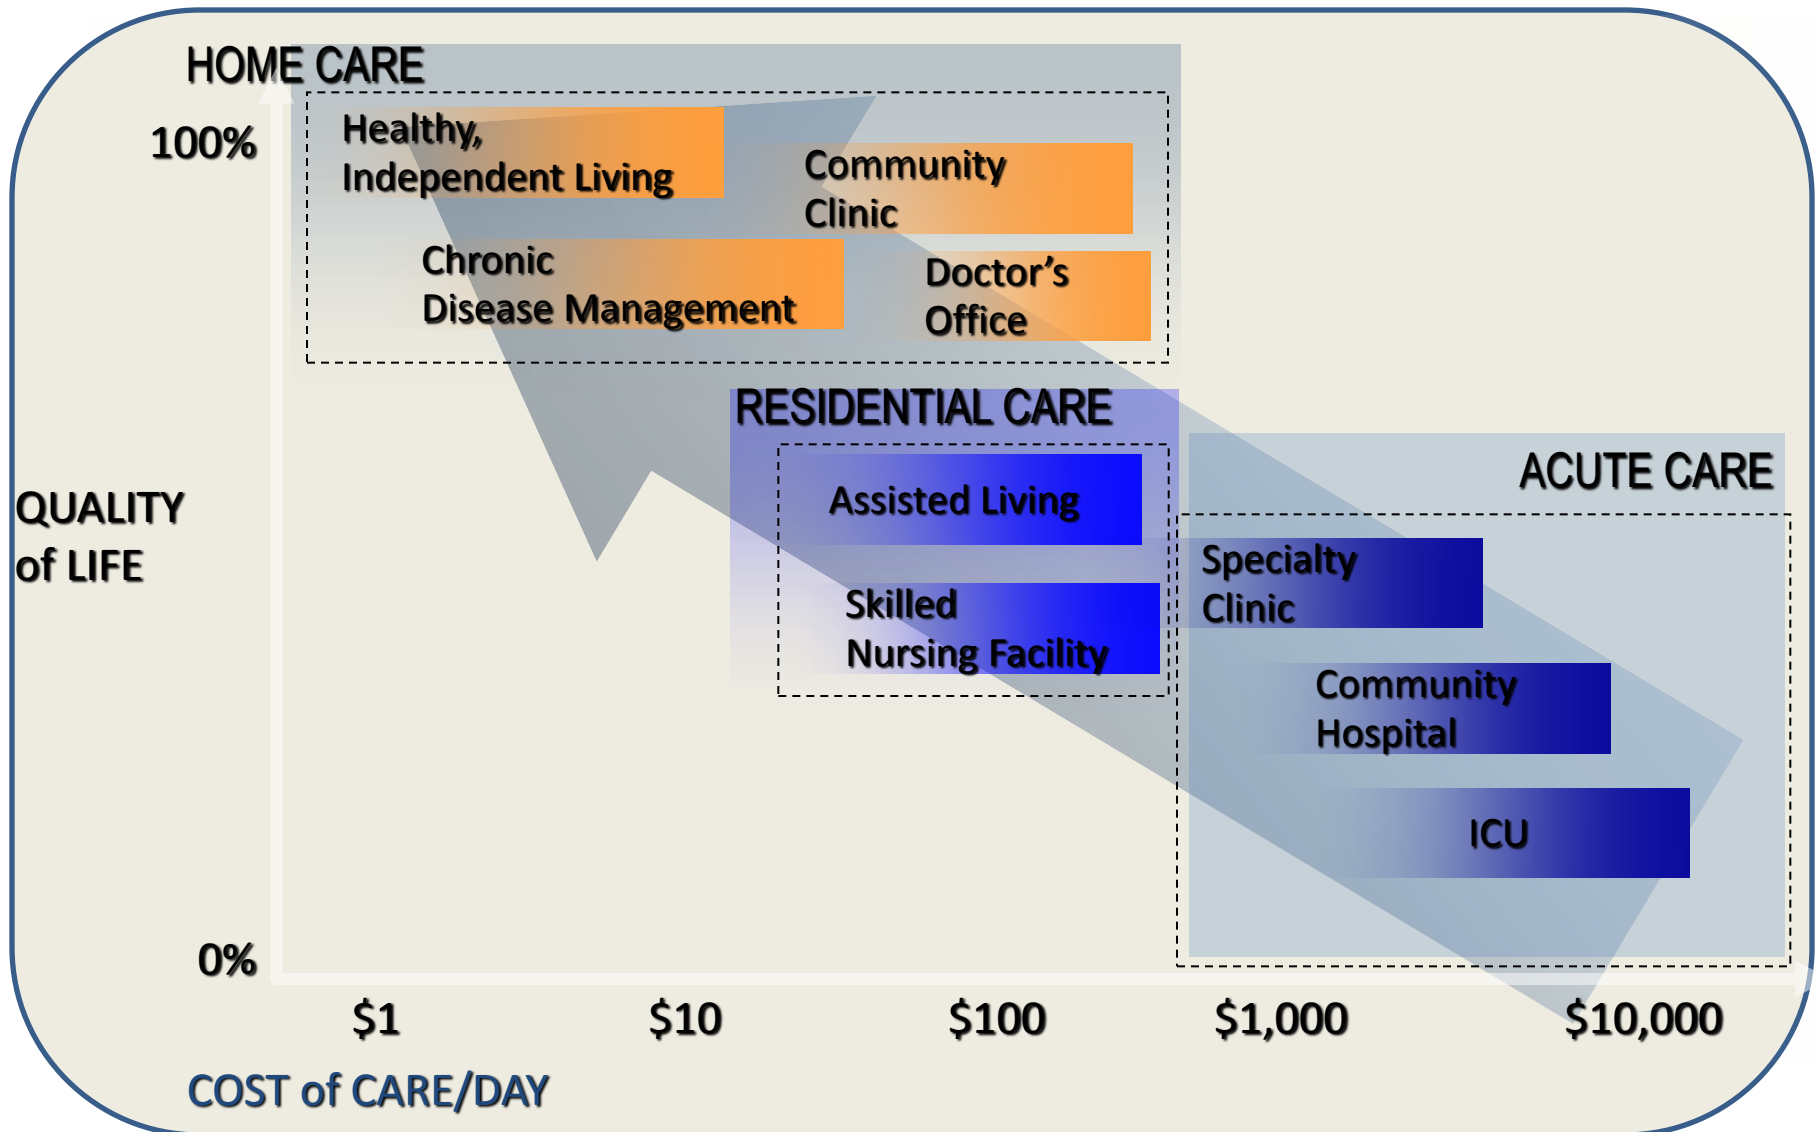 HOME CARE
100%
Healthy,
Independent Living
Community
Clinic
Chronic
Disease Management
Doctor’s
Office
RESIDENTIAL CARE
Assisted Living
Skilled
Nursing Facility
ACUTE CARE
Specialty
Clinic
Community
Hospital
ICU
QUALITY
of LIFE
0%
$1
$10
$100
$1,000
$10,000
COST of CARE/DAY